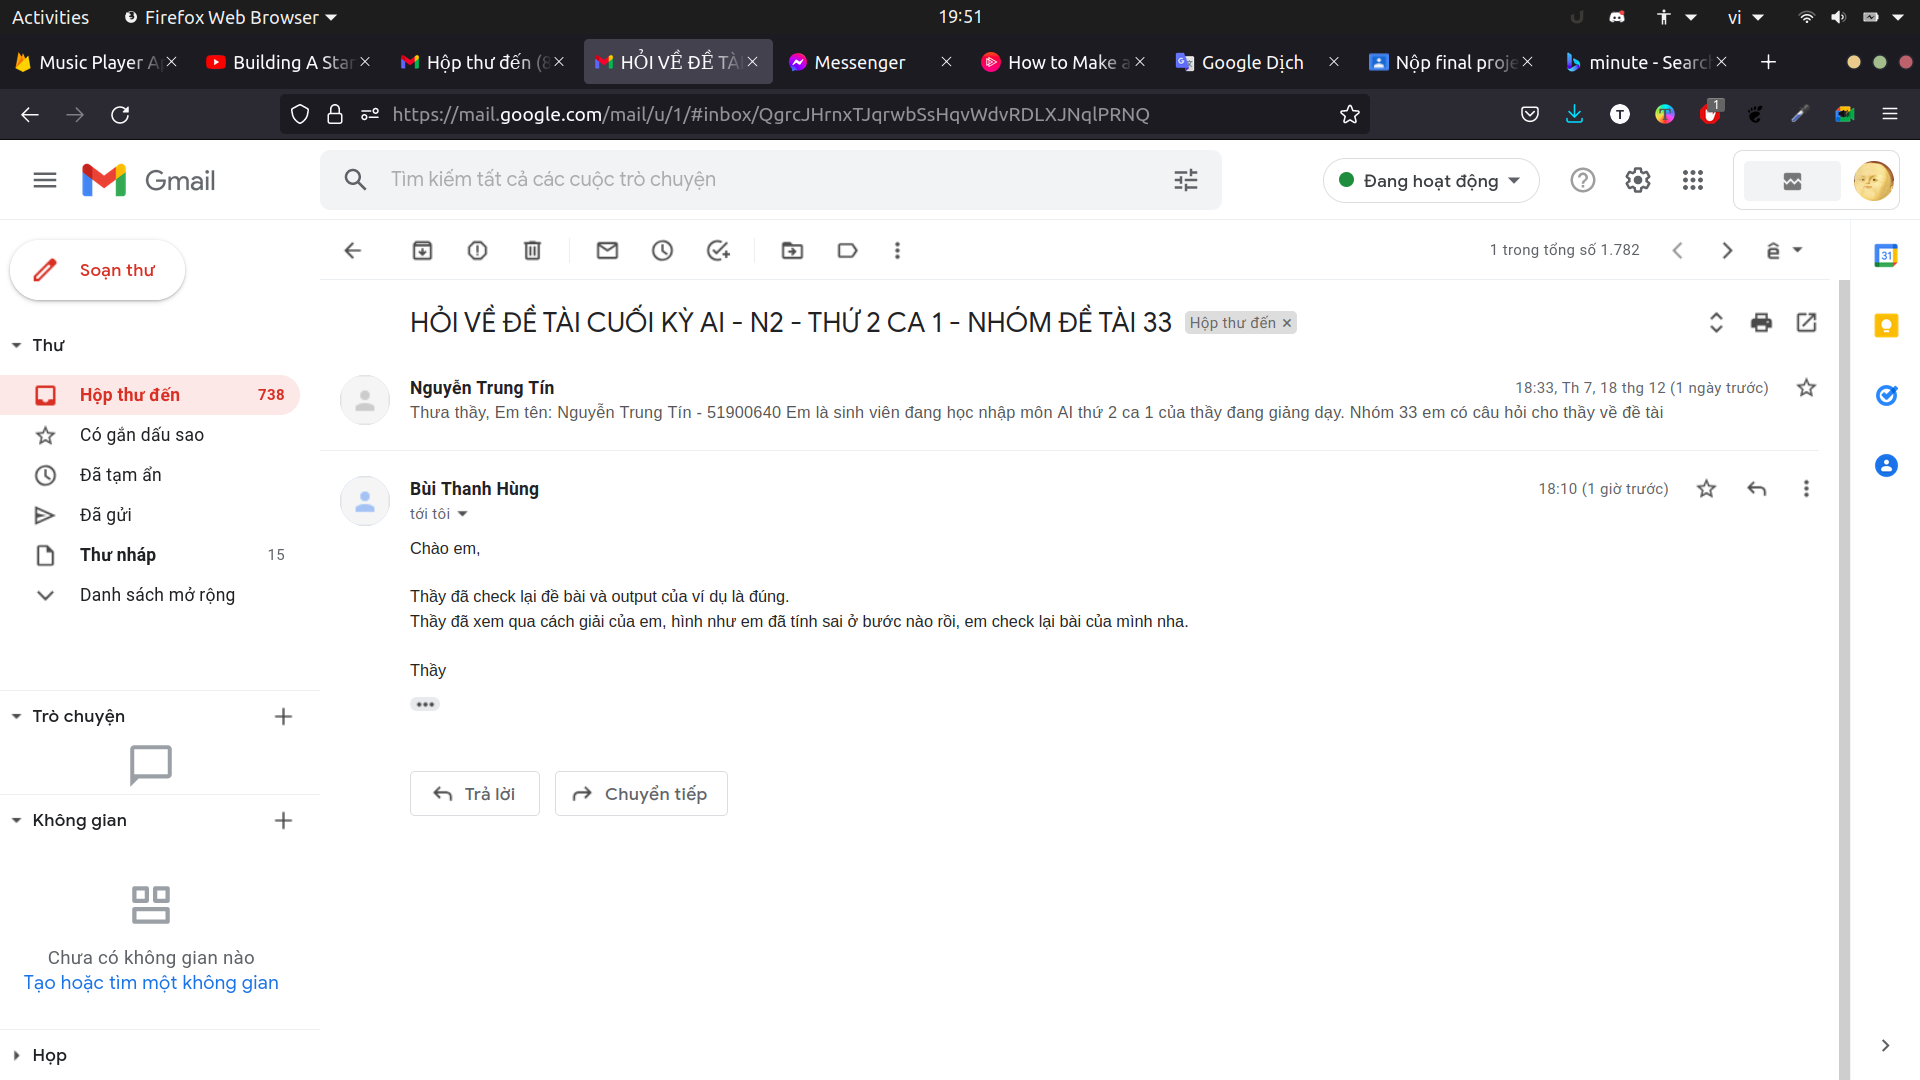 Activities Firefox Web Browser 19:51 vi
Music Player A Building A Star Hộp thư đến (8 HỎI VỀ ĐỀ TÀI Messenger How to Make a Google Dịch Nộp final proje minute - Searc
https://mail.google.com/mail/u/1/#inbox/QgrcJHrnxTJqrwbSsHqvWdvRDLXJNqlPRNQ T 1
Gmail Tìm kiếm tất cả các cuộc trò chuyện Đang hoạt động
Soạn thư 1 trong tổng số 1.782 ê 31
HỎI VỀ ĐỀ TÀI CUỐI KỲ AI - N2 - THỨ 2 CA 1 - NHÓM ĐỀ TÀI 33 Hộp thư đến ×
Thư
Hộp thư đến 738
Có gắn dấu sao
Đã tạm ẩn
Đã gửi
Thư nháp 15
Danh sách mở rộng
Nguyễn Trung Tín 18:33, Th 7, 18 thg 12 (1 ngày trước)
Thưa thầy, Em tên: Nguyễn Trung Tín - 51900640 Em là sinh viên đang học nhập môn AI thứ 2 ca 1 của thầy đang giảng dạy. Nhóm 33 em có câu hỏi cho thầy về đề tài
Bùi Thanh Hùng 18:10 (1 giờ trước)
tới tôi
Chào em,
Thầy đã check lại đề bài và output của ví dụ là đúng.
Thầy đã xem qua cách giải của em, hình như em đã tính sai ở bước nào rồi, em check lại bài của mình nha.
Thầy
Trả lời Chuyển tiếp
Trò chuyện
Không gian
Chưa có không gian nào
Tạo hoặc tìm một không gian
Họp